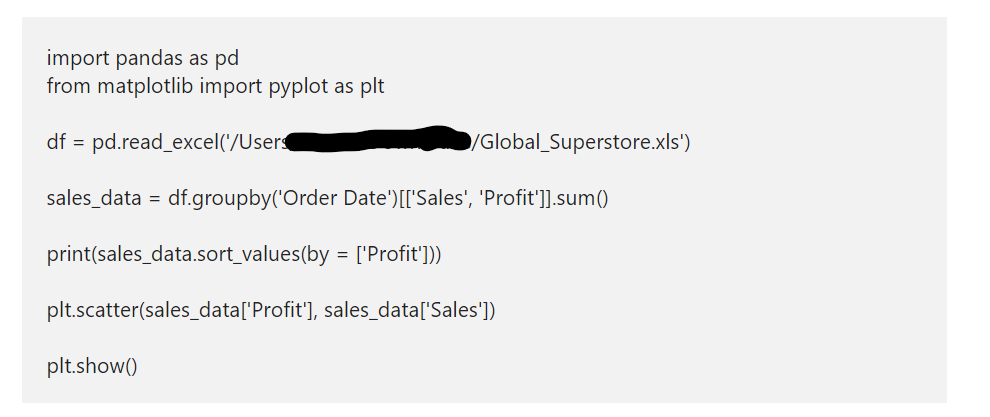 import pandas as pd
from matplotlib import pyplot as plt
df = pd.read_excel('/Users /Global_Superstore.xls')
sales_data = df.groupby('Order Date')[['Sales', 'Profit']].sum()
print(sales_data.sort_values(by = ['Profit']))
plt.scatter(sales_data['Profit'], sales_data['Sales'])
plt.show()